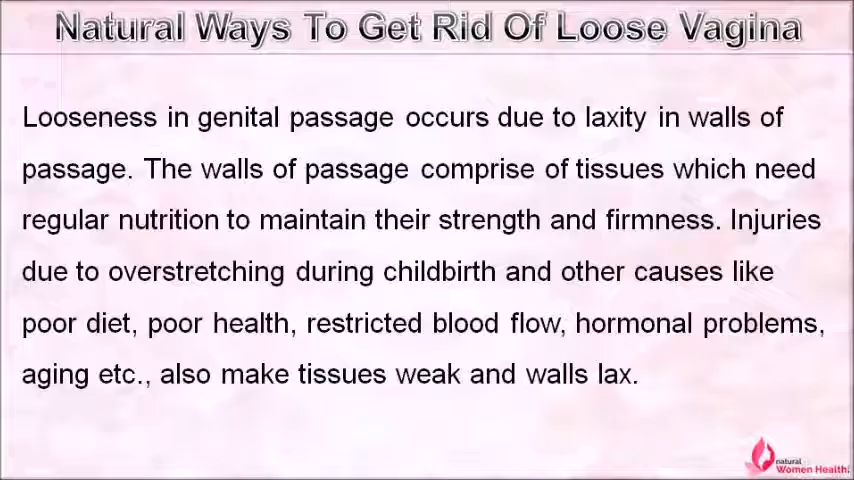 Natural Ways To Get Rid Of Loose Vagina
Looseness in genital passage occurs due to laxity in walls of
passage. The walls of passage comprise of tissues which need
regular nutrition to maintain their strength and firmness. Injuries
due to overstretching during childbirth and other causes like
poor diet, poor health, restricted blood flow, hormonal problems,
aging etc., also make tissues weak and walls lax.
natural
Women Health!